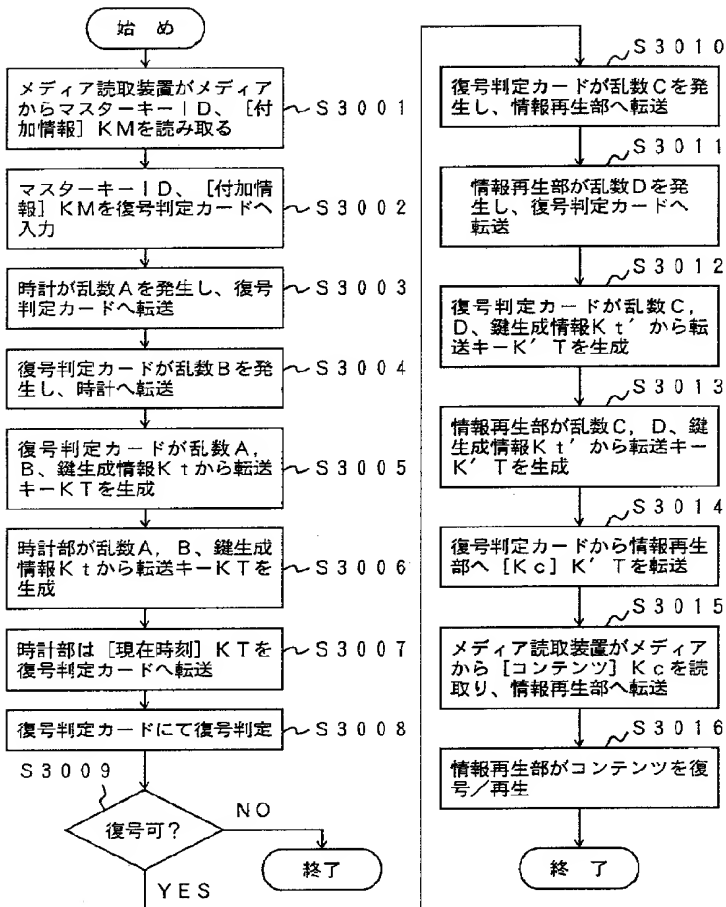 始 め
メディア読取装置がメディア
からマスターキーＩＤ、［付
加情報］ＫＭを読み取る
Ｓ３００１
マスターキーＩＤ、［付加情
報］ＫＭを復号判定カードへ
入力
Ｓ３００２
時計が乱数Ａを発生し、復号
判定カードへ転送
Ｓ３００３
復号判定カードが乱数Ｂを発
生し、時計へ転送
Ｓ３００４
復号判定カードが乱数Ａ，
Ｂ、鍵生成情報Ｋｔから転送
キーＫＴを生成
Ｓ３００５
時計部が乱数Ａ，Ｂ、鍵生成
情報Ｋｔから転送キーＫＴを
生成
Ｓ３００６
時計部は［現在時刻］ＫＴを
復号判定カードへ転送
Ｓ３００７
復号判定カードにて復号判定
Ｓ３００８
Ｓ３００９
復号可？
ＮＯ
終了
ＹＥＳ
Ｓ３０１０
復号判定カードが乱数Ｃを発
生し、情報再生部へ転送
Ｓ３０１１
情報再生部が乱数Ｄを発
生し、復号判定カードへ
転送
Ｓ３０１２
復号判定カードが乱数Ｃ，
Ｄ、鍵生成情報Ｋｔ′から転
送キーＫ′Ｔを生成
Ｓ３０１３
情報再生部が乱数Ｃ，Ｄ、鍵
生成情報Ｋｔ′から転送キー
Ｋ′Ｔを生成
Ｓ３０１４
復号判定カードから情報再生
部へ［Ｋｃ］Ｋ′Ｔを転送
Ｓ３０１５
メディア読取装置がメディア
から［コンテンツ］Ｋｃを読
取り、情報再生部へ転送
Ｓ３０１６
情報再生部がコンテンツを復
号／再生
終 了